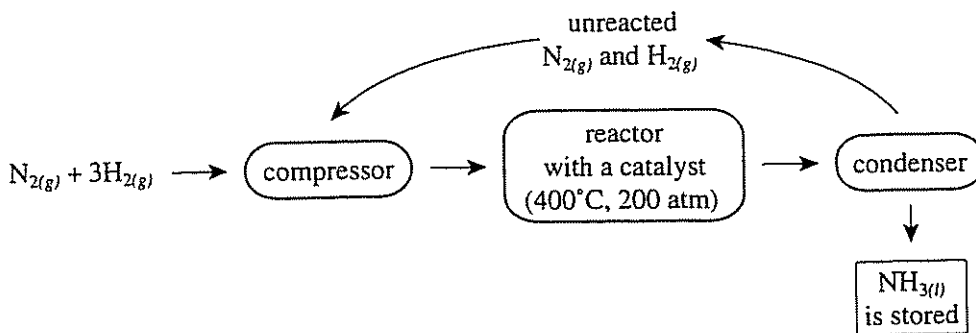 unreacted
N₂(g) and H₂(g)
N₂(g) + 3H₂(g)
compressor
reactor
with a catalyst
(400°C, 200 atm)
condenser
NH₃(l)
is stored